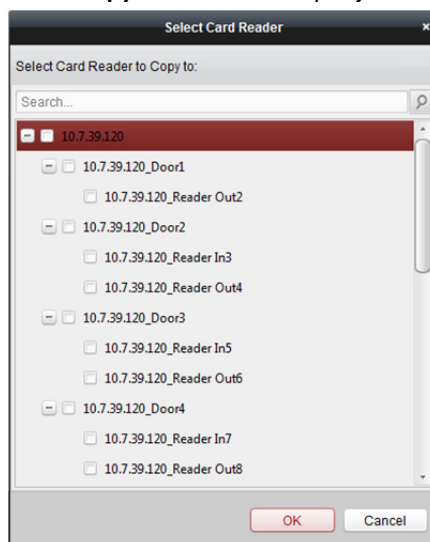 Select Card Reader ×
Select Card Reader to Copy to:
Search...
10.7.39.120
10.7.39.120_Door1
10.7.39.120_Reader Out2
10.7.39.120_Door2
10.7.39.120_Reader In3
10.7.39.120_Reader Out4
10.7.39.120_Door3
10.7.39.120_Reader In5
10.7.39.120_Reader Out6
10.7.39.120_Door4
10.7.39.120_Reader In7
10.7.39.120_Reader Out8
OK Cancel